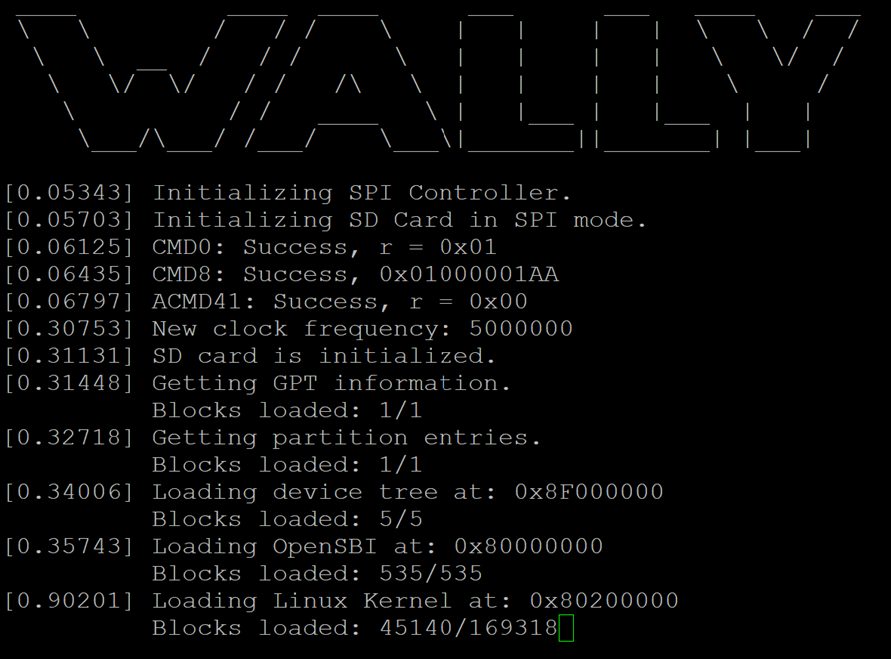 WALLY
[0.05343] Initializing SPI Controller.
[0.05703] Initializing SD Card in SPI mode.
[0.06125] CMD0: Success, r = 0x01
[0.06435] CMD8: Success, 0x01000001AA
[0.06797] ACMD41: Success, r = 0x00
[0.30753] New clock frequency: 5000000
[0.31131] SD card is initialized.
[0.31448] Getting GPT information.
Blocks loaded: 1/1
[0.32718] Getting partition entries.
Blocks loaded: 1/1
[0.34006] Loading device tree at: 0x8F000000
Blocks loaded: 5/5
[0.35743] Loading OpenSBI at: 0x80000000
Blocks loaded: 535/535
[0.90201] Loading Linux Kernel at: 0x80200000
Blocks loaded: 45140/169318